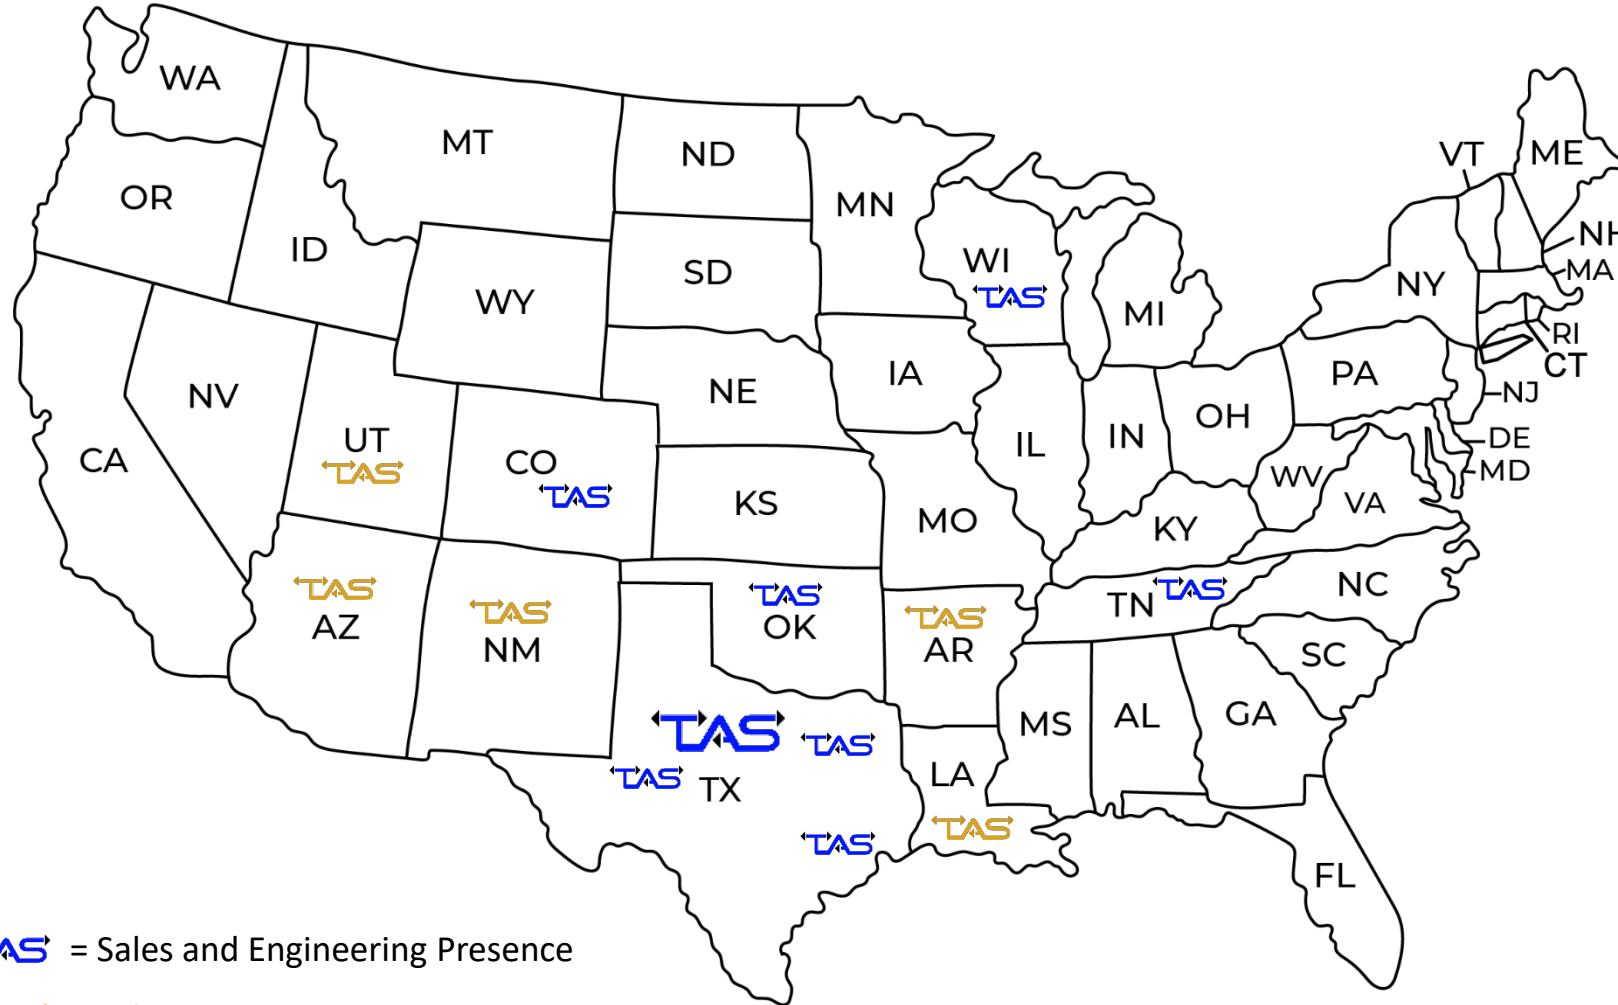 WA
MT
ND
MN
VT
ME
OR
ID
SD
WI
TAS
NH
MA
WY
MI
NY
RI
CT
NV
UT
TAS
NE
IA
PA
NJ
CA
CO
TAS
KS
IL
IN
OH
DE
MD
WV
VA
MO
KY
TAS
AZ
TAS
NM
TAS
OK
TAS
AR
TN
TAS
NC
SC
TAS
TAS
TAS
TX
TAS
LA
TAS
MS
AL
GA
FL
AS = Sales and Engineering Presence